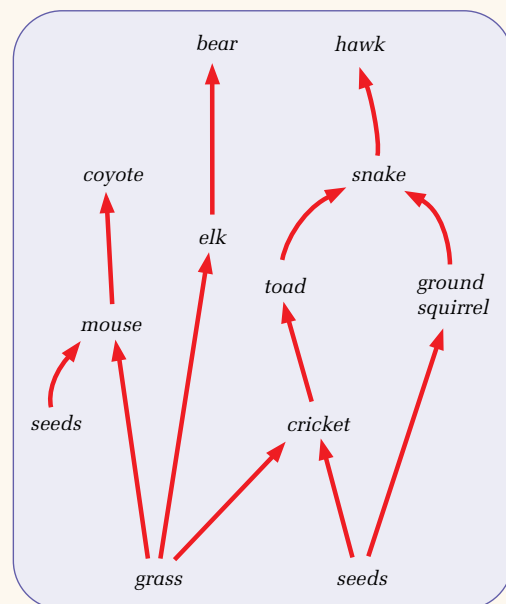 bear
hawk
coyote
snake
elk
toad
ground
squirrel
mouse
seeds
cricket
grass
seeds